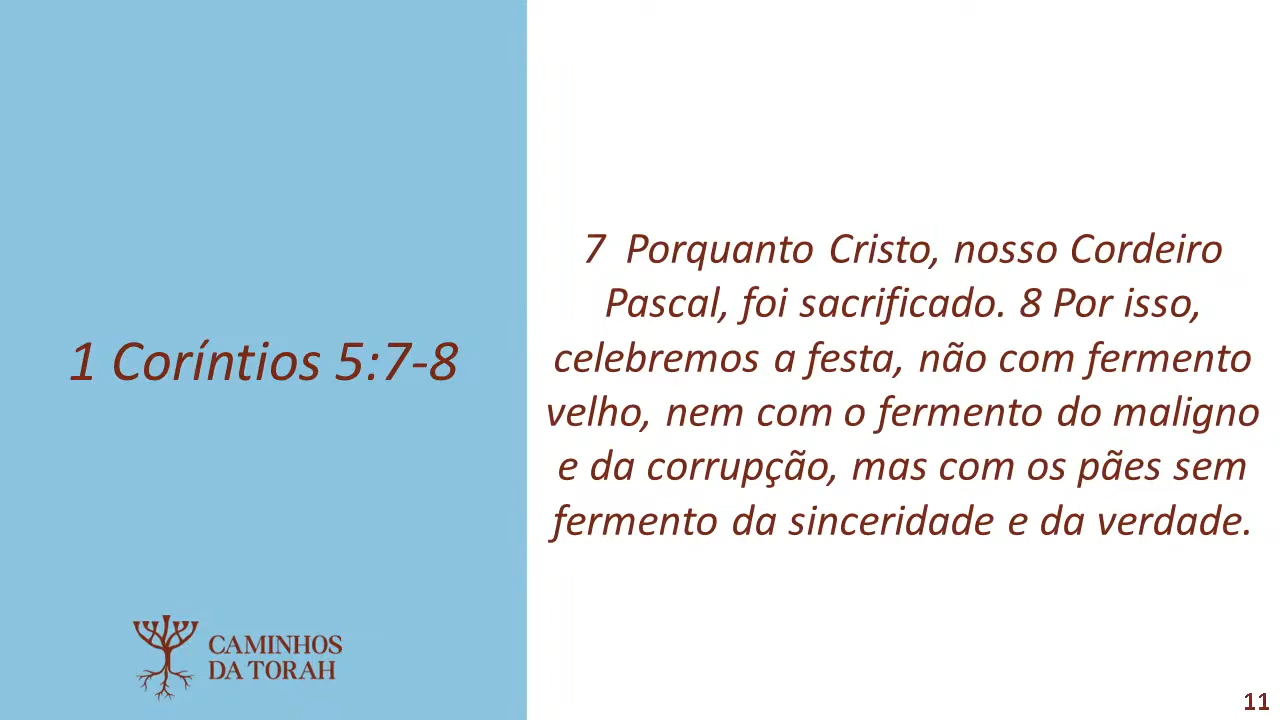 1 Coríntios 5:7-8
7 Porquanto Cristo, nosso Cordeiro
Pascal, foi sacrificado. 8 Por isso,
celebremos a festa, não com fermento
velho, nem com o fermento do maligno
e da corrupção, mas com os pães sem
fermento da sinceridade e da verdade.
CAMINHOS
DA TORAH
11